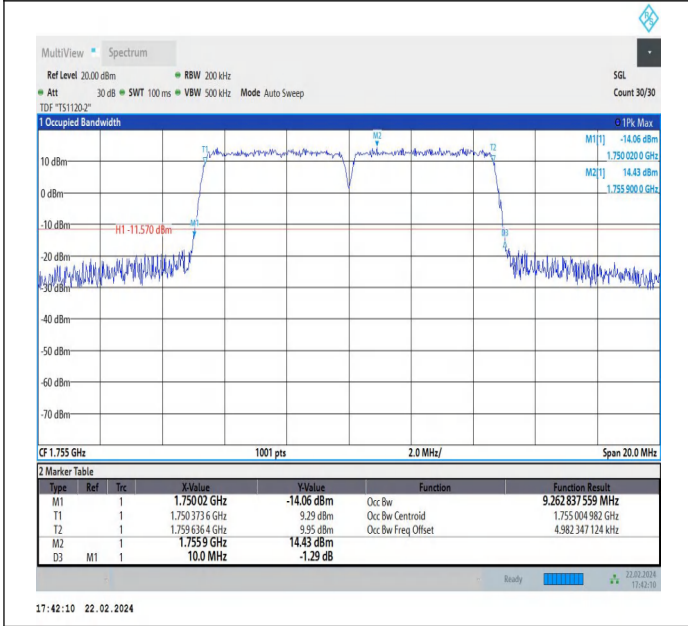 R S
MultiView Spectrum
Ref Level 20.00 dBm RBW 200 kHz SGL
Att 30 dB SWT 100 ms VBW 500 kHz Mode Auto Sweep Count 30/30
TDF "TS1120-2"
1 Occupied Bandwidth 1Pk Max
M1[1] -14.06 dBm
1.750 020 0 GHz
M2[1] 14.43 dBm
1.755 900 0 GHz
M2
T1
T2
10 dBm
0 dBm
-10 dBm
H1 -11.570 dBm
M1
D3
-20 dBm
-30 dBm
-40 dBm
-50 dBm
-60 dBm
-70 dBm
CF 1.755 GHz 1001 pts 2.0 MHz/ Span 20.0 MHz
2 Marker Table
Type Ref Trc X-Value Y-Value Function Function Result
M1 1 1.750 02 GHz -14.06 dBm Occ Bw 9.262 837 559 MHz
T1 1 1.750 373 6 GHz 9.29 dBm Occ Bw Centroid 1.755 004 982 GHz
T2 1 1.759 636 4 GHz 9.95 dBm Occ Bw Freq Offset 4.982 347 124 kHz
M2 1 1.755 9 GHz 14.43 dBm
D3 M1 1 10.0 MHz -1.29 dB
Ready 22.02.2024
17:42:10
17:42:10 22.02.2024